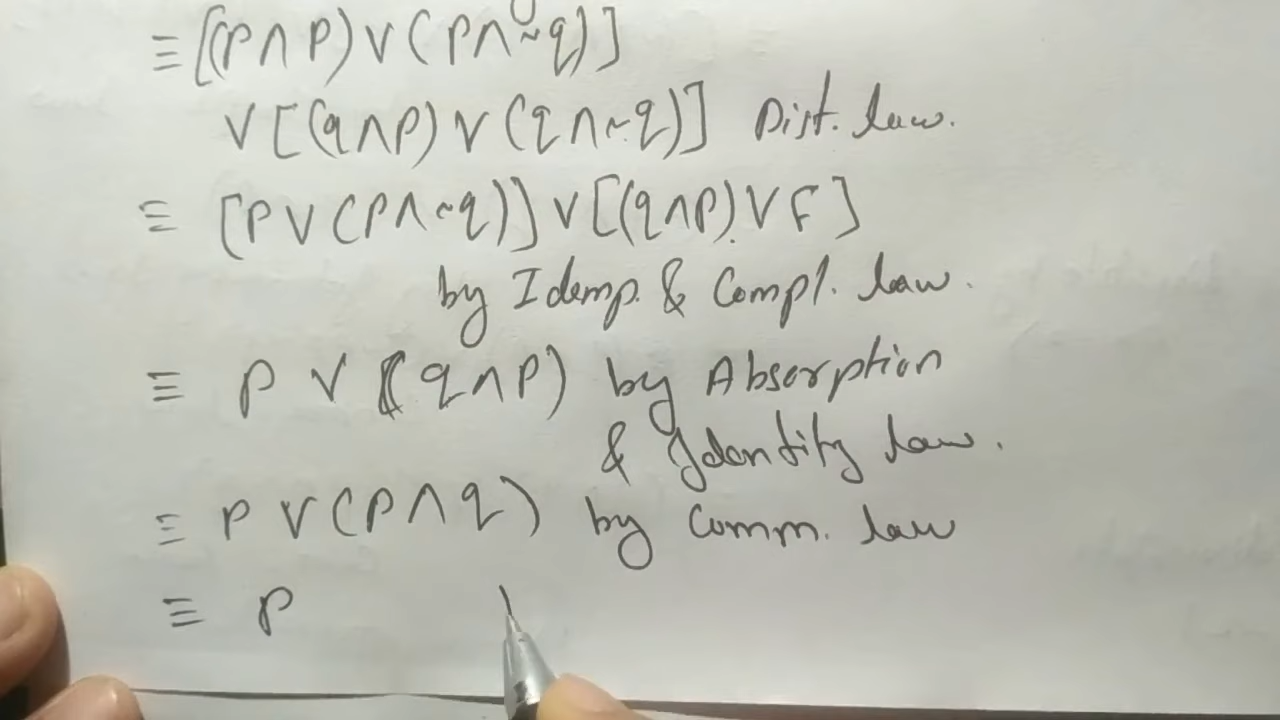 ≡ [(p∧p)∨(p∧~q)]
∨[(q∧p)∨(q∧~q)] Dist. law.
≡ [p∨(p∧~q)]∨[(q∧p)∨F]
by Idemp. & Compl. law.
≡ p ∨ (q∧p) by Absorption
& Identity law.
≡ p ∨(p∧q) by Comm. law
≡ p